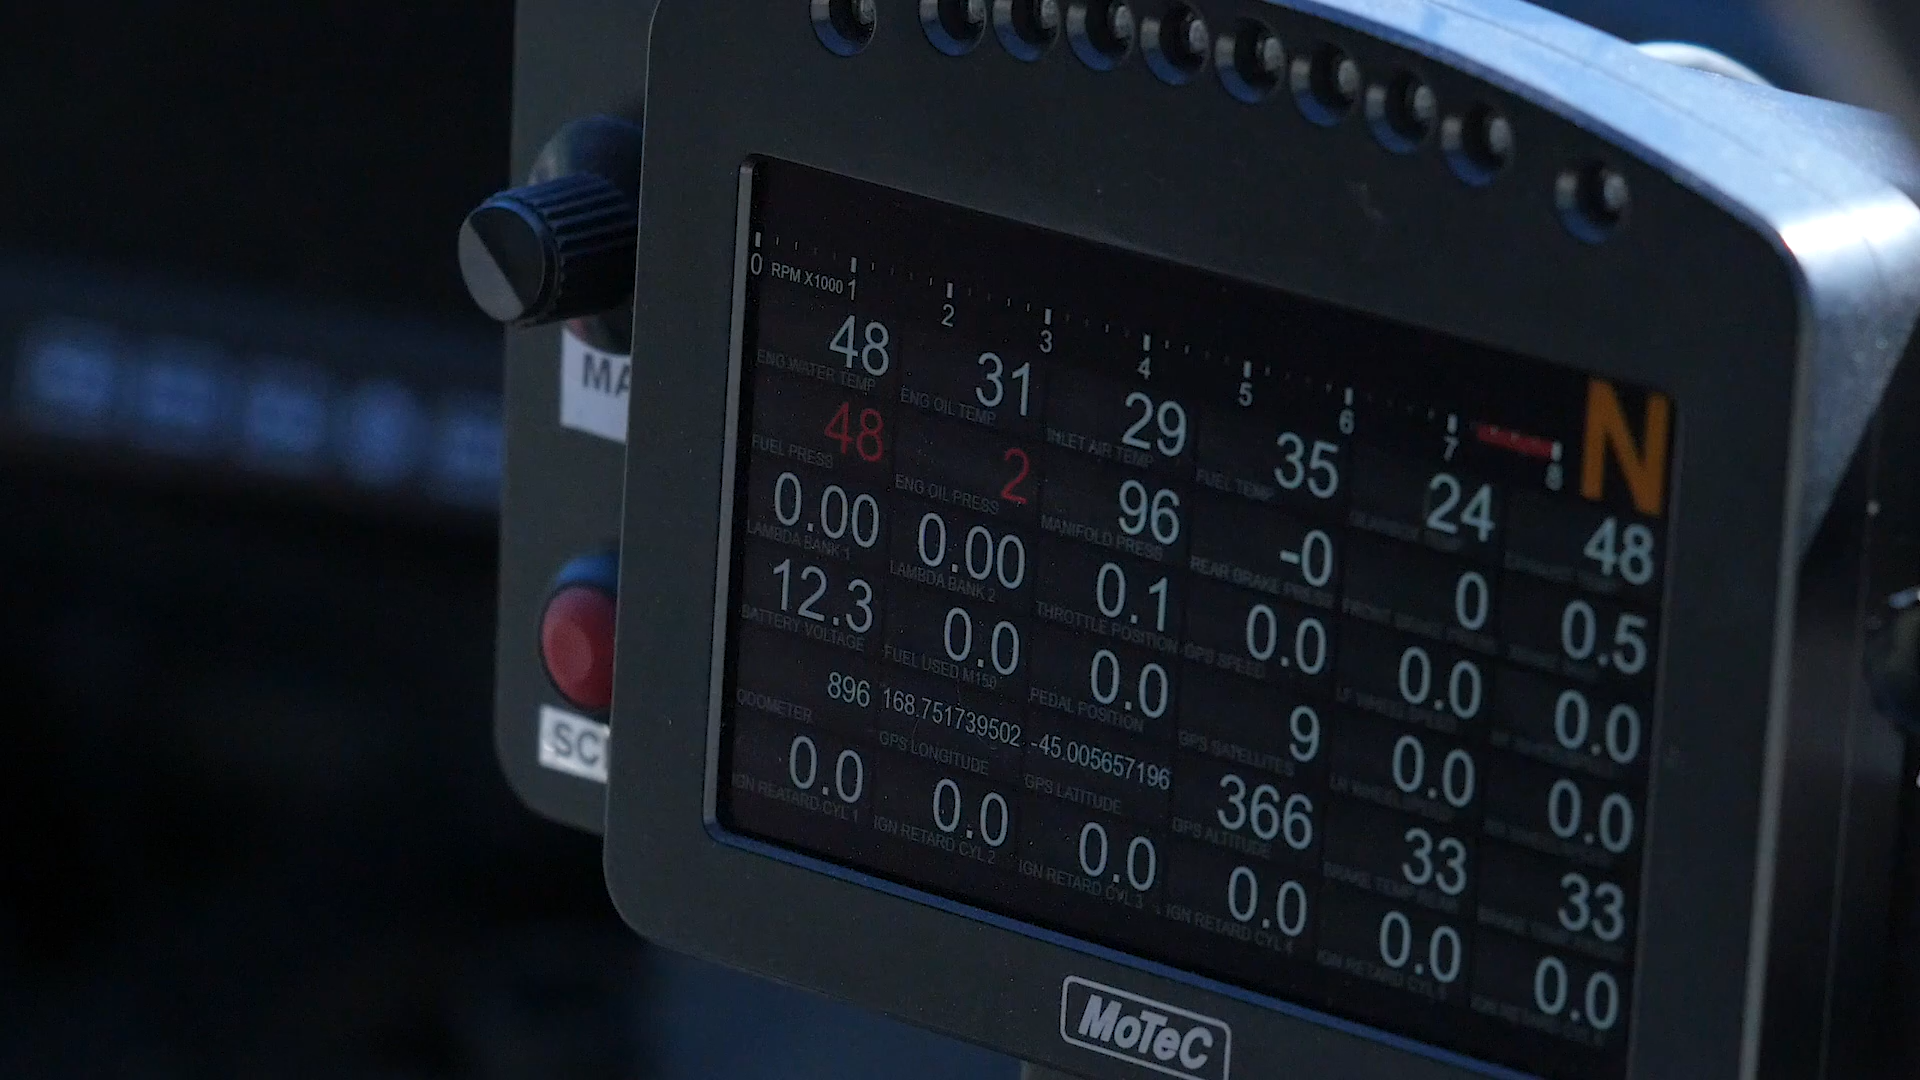 0 RPM X1000 1 2 3 4 5 6 7 8 N
48 31 29 35 24 48
ENG WATER TEMP ENG OIL TEMP INLET AIR TEMP FUEL TEMP
48 2 96 -0 0 0.5
FUEL PRESS ENG OIL PRESS MANIFOLD PRESS REAR BRAKE PRESS
0.00 0.00 0.1 0.0 0.0 0.0
LAMBDA BANK 1 LAMBDA BANK 2 THROTTLE POSITION GPS SPEED
12.3 0.0 0.0 9 0.0 0.0
BATTERY VOLTAGE FUEL USED M150 PEDAL POSITION GPS SATELLITES
896 168.751739502 -45.005657196 366 33 33
ODOMETER GPS LONGITUDE GPS LATITUDE GPS ALTITUDE
0.0 0.0 0.0 0.0 0.0 0.0
IGN REATARD CYL 1 IGN RETARD CYL 2 IGN RETARD CYL 3 IGN RETARD CYL 4
MA
SC
MoTeC